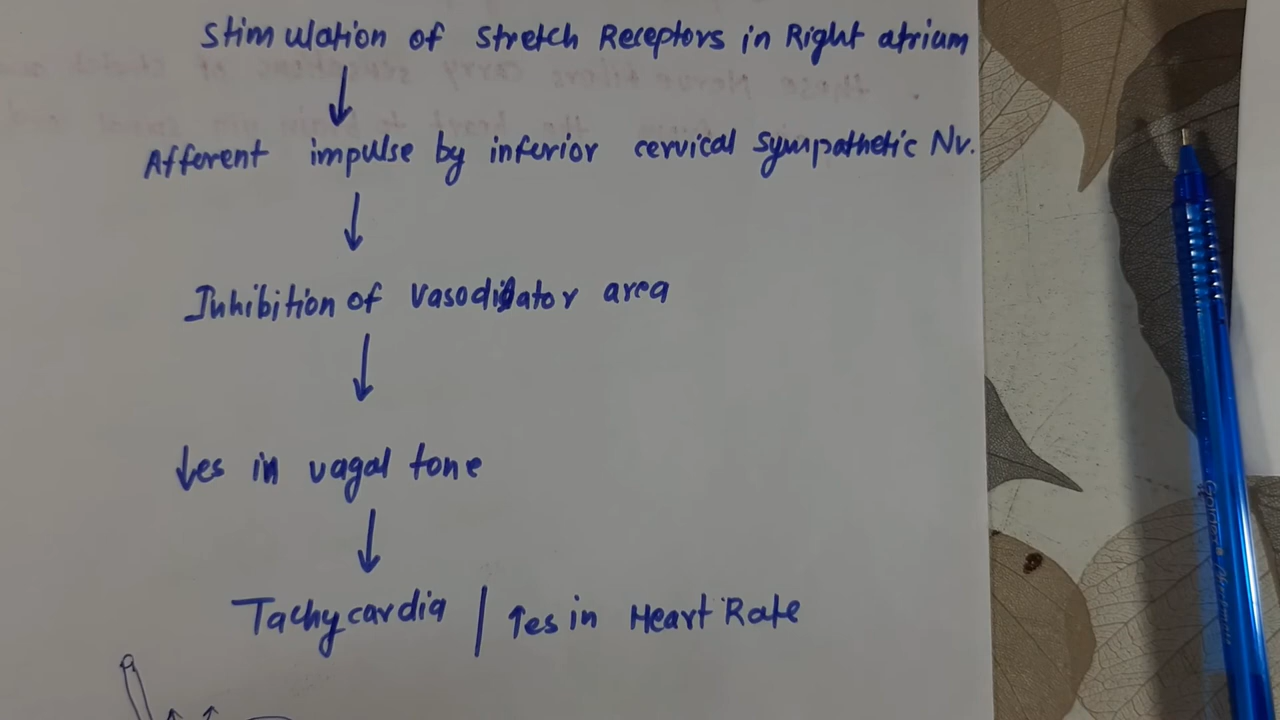 Stimulation of stretch Receptors in Right atrium
↓
Afferent impulse by inferior cervical sympathetic Nv.
↓
Inhibition of vasodilator area
↓
↓es in vagal tone
↓
Tachycardia / ↑es in Heart Rate